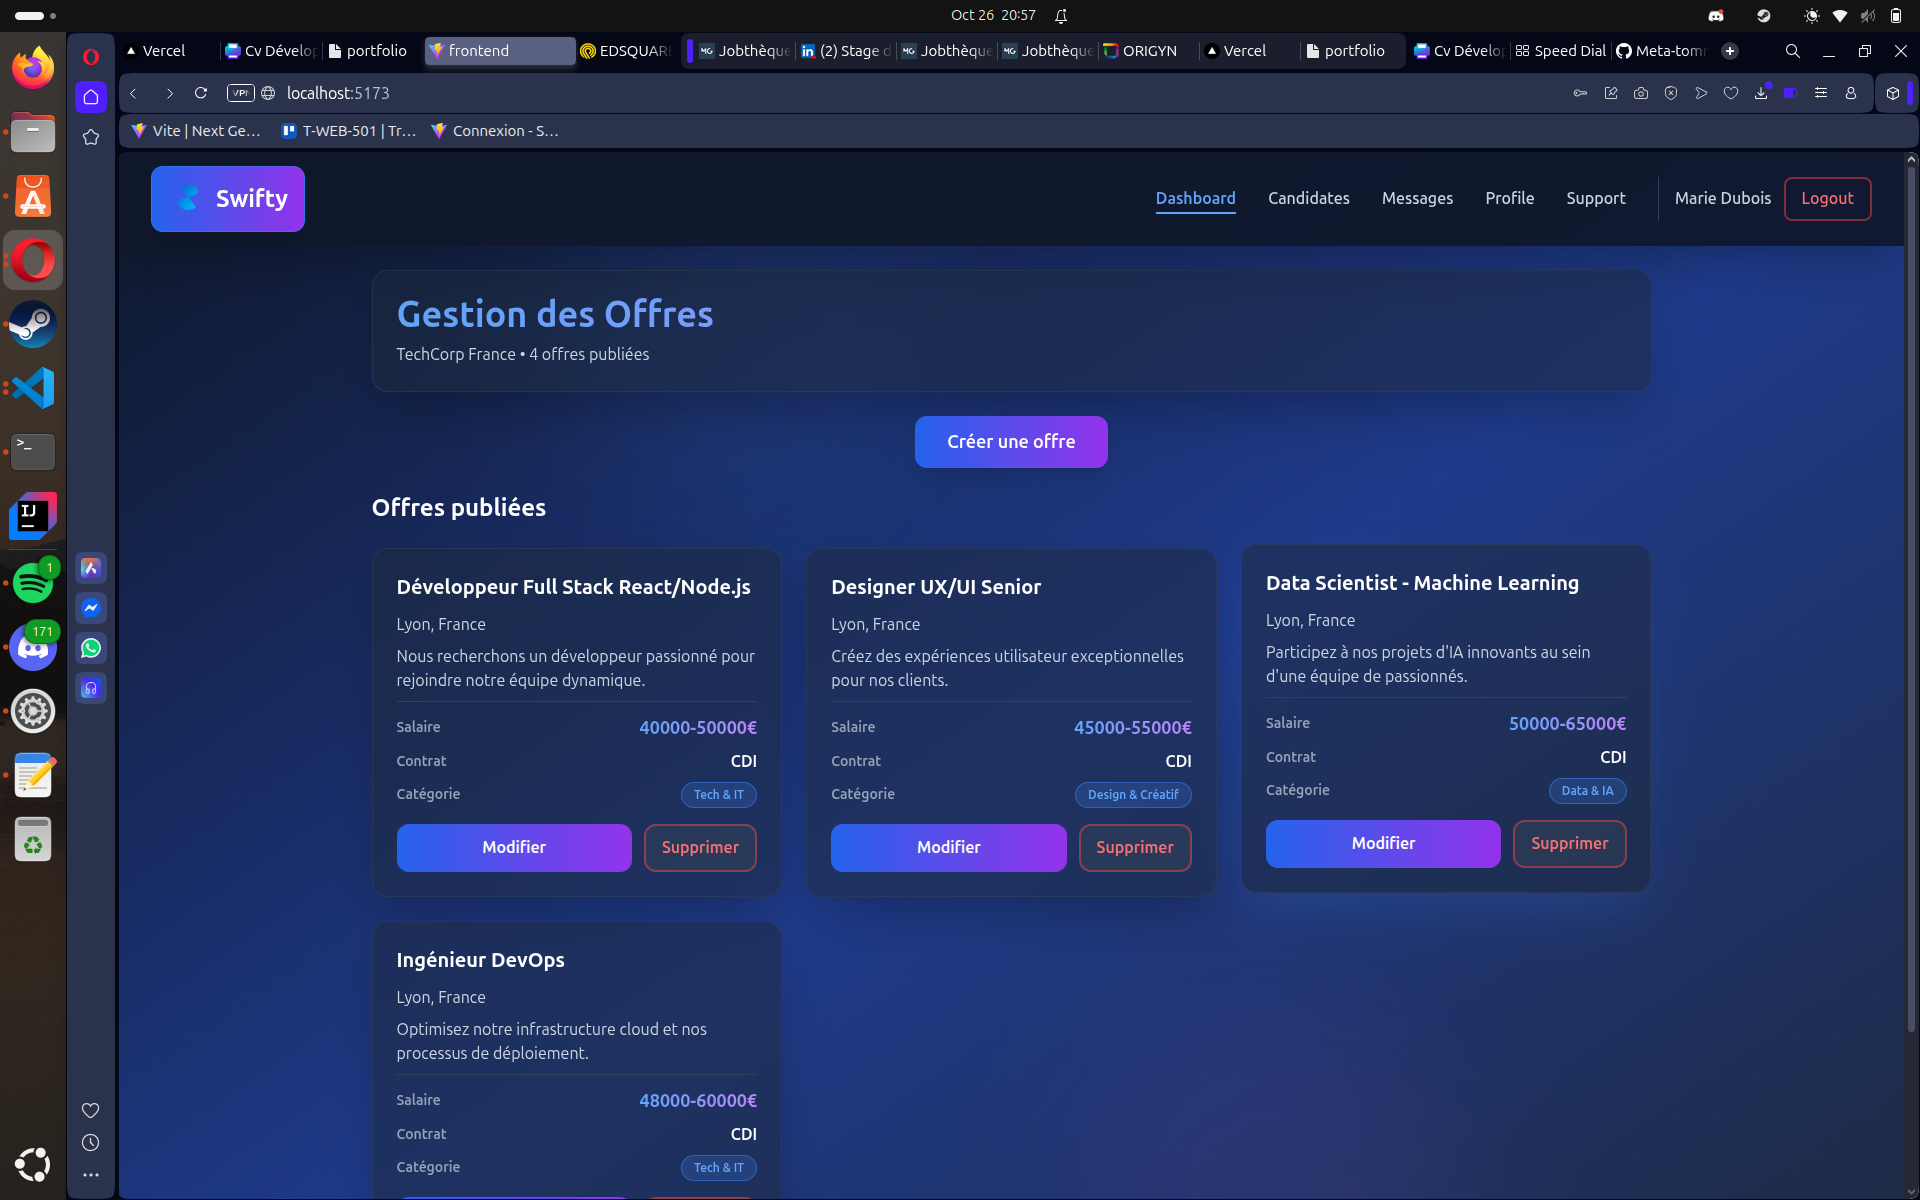 Oct 26 20:57
Vercel
Cv Dévelop
portfolio
frontend
EDSQUAR
Jobthèque
(2) Stage d
Jobthèque
Jobthèque
ORIGYN
Vercel
portfolio
Cv Dévelop
Speed Dial
Meta-tom
VPN
localhost:5173
Vite | Next Ge...
T-WEB-501 | Tr...
Connexion - S...
Swifty
Dashboard
Candidates
Messages
Profile
Support
Marie Dubois
Logout
Gestion des Offres
TechCorp France • 4 offres publiées
Créer une offre
Offres publiées
Développeur Full Stack React/Node.js
Lyon, France
Nous recherchons un développeur passionné pour
rejoindre notre équipe dynamique.
Salaire 40000-50000€
Contrat CDI
Catégorie Tech & IT
Modifier Supprimer
Designer UX/UI Senior
Lyon, France
Créez des expériences utilisateur exceptionnelles
pour nos clients.
Salaire 45000-55000€
Contrat CDI
Catégorie Design & Créatif
Modifier Supprimer
Data Scientist - Machine Learning
Lyon, France
Participez à nos projets d'IA innovants au sein
d'une équipe de passionnés.
Salaire 50000-65000€
Contrat CDI
Catégorie Data & IA
Modifier Supprimer
Ingénieur DevOps
Lyon, France
Optimisez notre infrastructure cloud et nos
processus de déploiement.
Salaire 48000-60000€
Contrat CDI
Catégorie Tech & IT
IJ
1
171